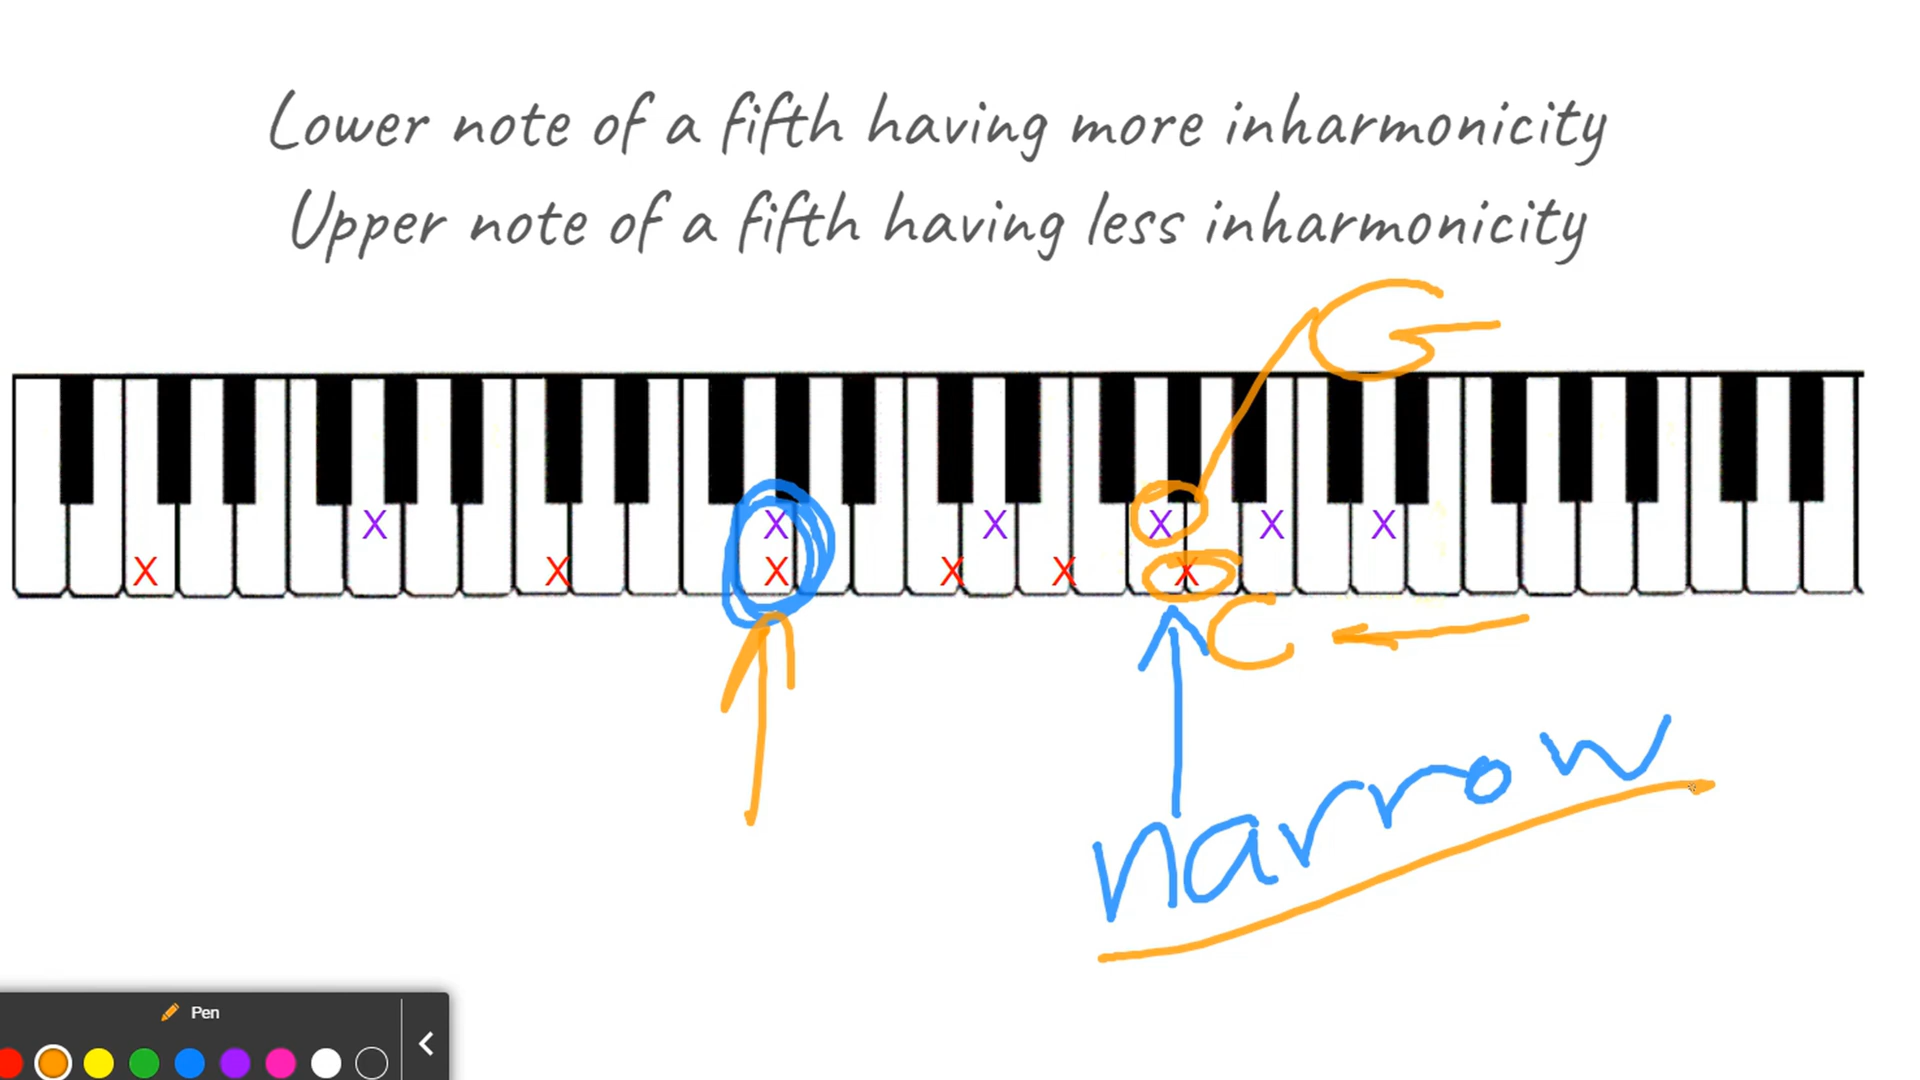 Lower note of a fifth having more inharmonicity
Upper note of a fifth having less inharmonicity
G
X X X X X X
X X X X X X
C
narrow
Pen